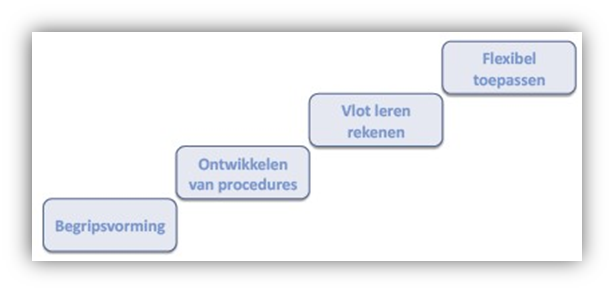 Flexibel
toepassen
Vlot leren
rekenen
Ontwikkelen
van procedures
Begripsvorming